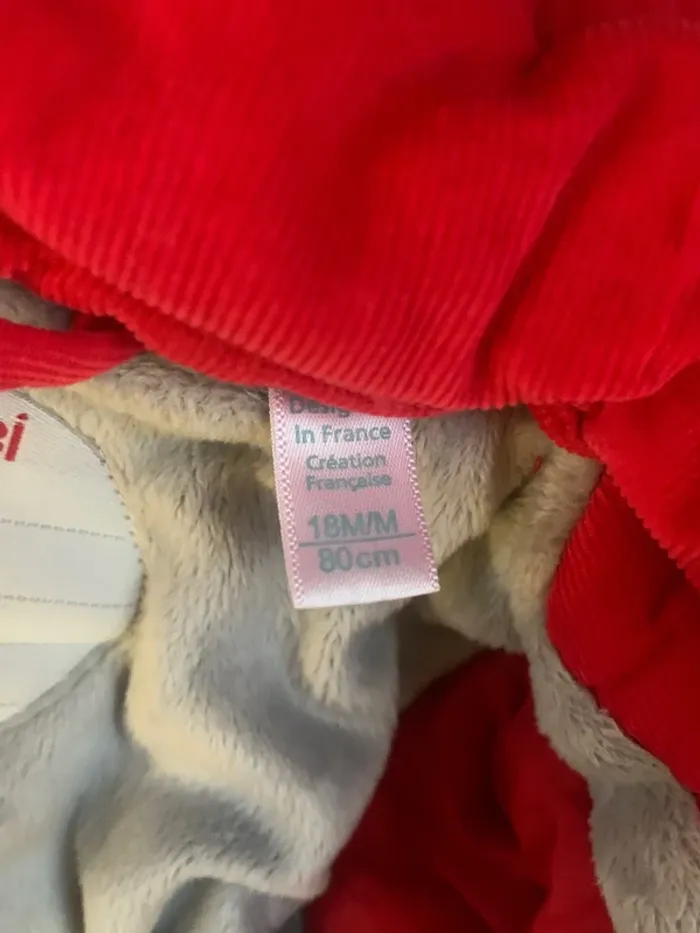 In France
Création
Française
18M/M
80cm